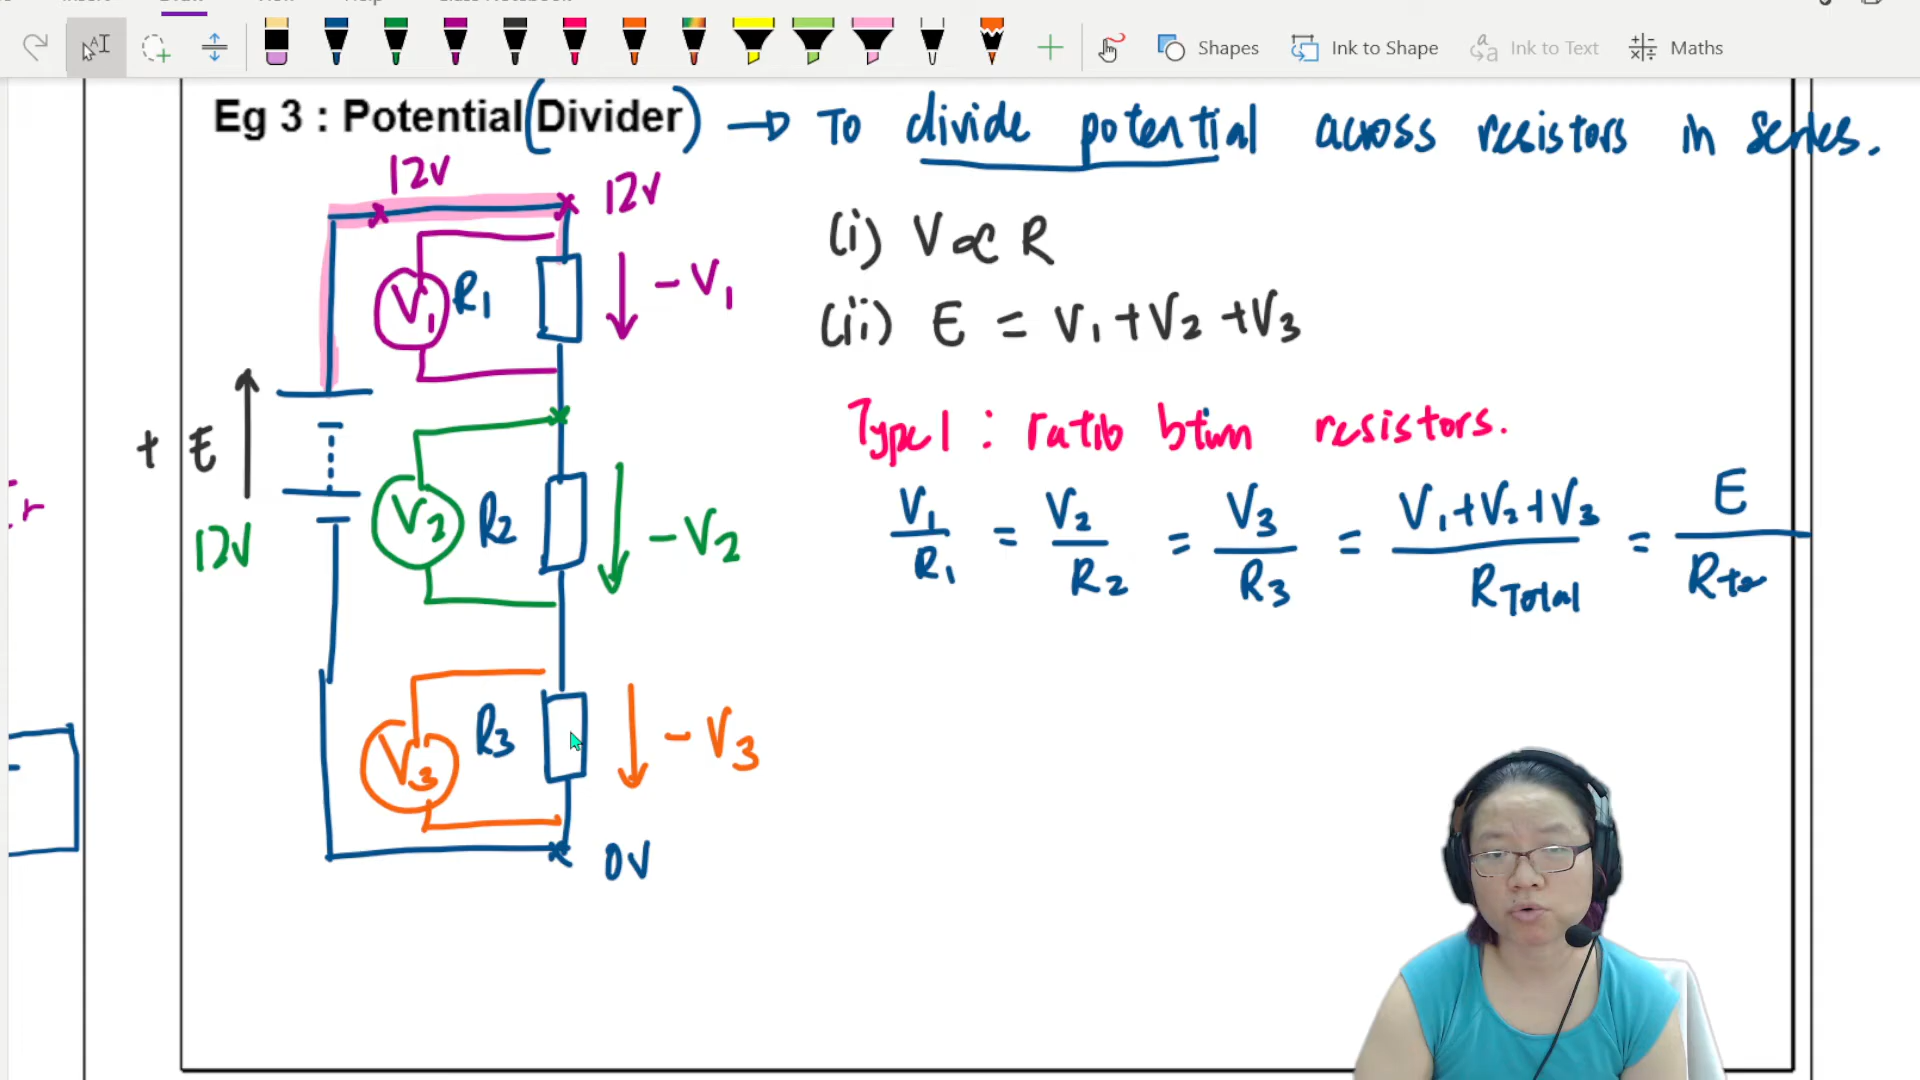 Shapes
Ink to Shape
Ink to Text
Maths
Eg 3 : Potential (Divider) → To divide potential across resistors in series.
12V
12V
(i) V ∝ R
V1 R1 - V1
(ii) E = V1 + V2 + V3
+ E
Type 1 : ratio btwn resistors.
V1/R1 = V2/R2 = V3/R3 = V1+V2+V3/RTotal = E/Rto
12V
V2 R2 - V2
V3 R3 - V3
0V